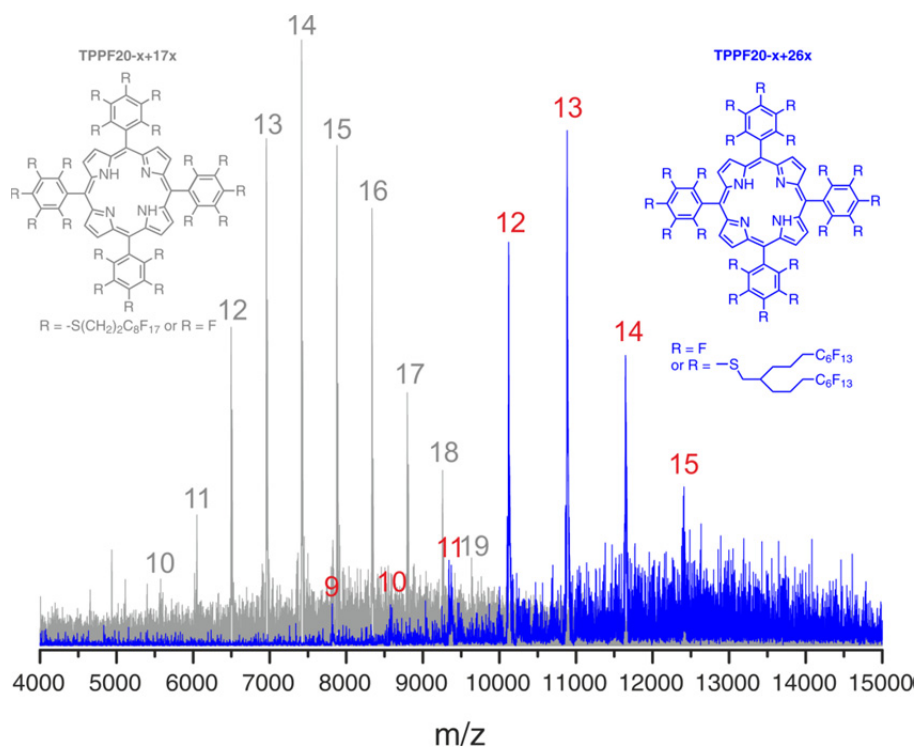 TPPF20-x+17x
R R R R R
R R R R R
R R R R R
R R R R R
NH N
N NH
R = -S(CH₂)₂C₈F₁₇ or R = F
TPPF20-x+26x
R R R R R
R R R R R
R R R R R
R R R R R
NH N
N HN
R = F
or R = S C₆F₁₃
C₆F₁₃
10 11 12 13 14 15 16 17 18 19
9 10 11 12 13 14 15
4000 5000 6000 7000 8000 9000 10000 11000 12000 13000 14000 15000
m/z